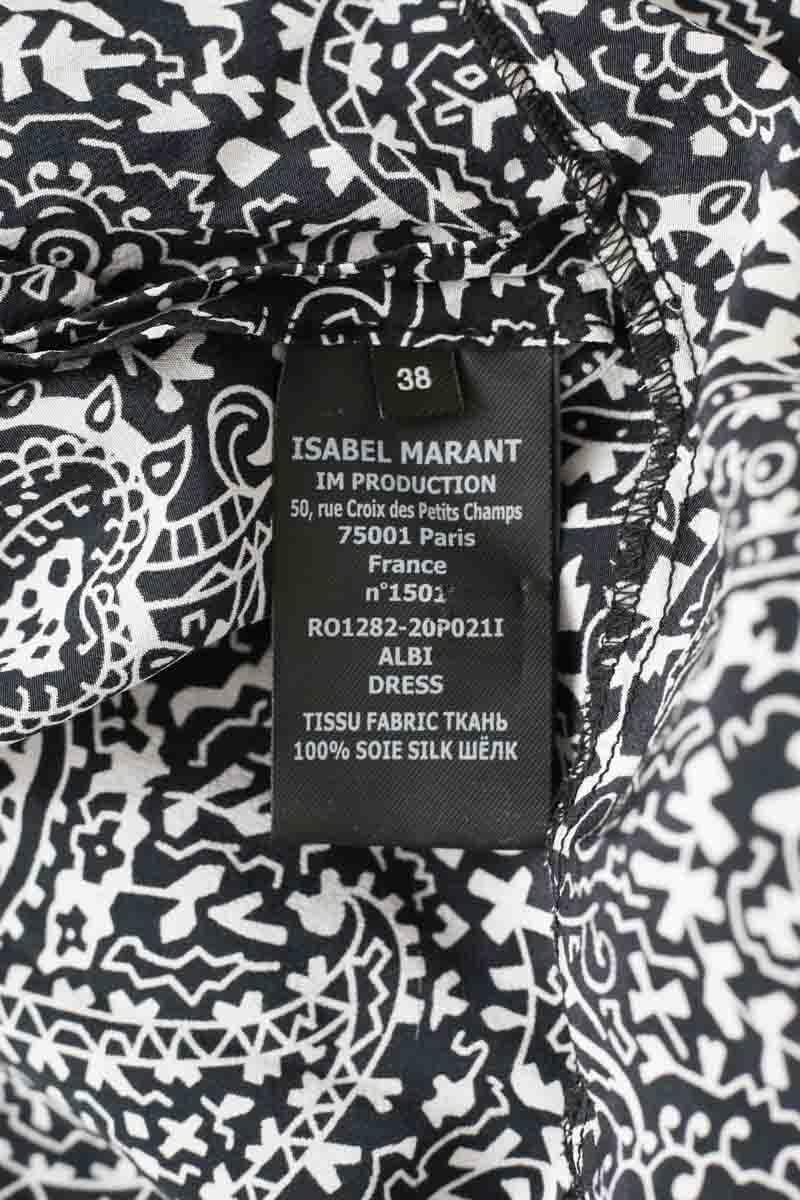 38
ISABEL MARANT
IM PRODUCTION
50, rue Croix des Petits Champs
75001 Paris
France
n°1501
RO1282-20P021I
ALBI
DRESS
TISSU FABRIC ТКАНЬ
100% SOIE SILK ШЁЛК